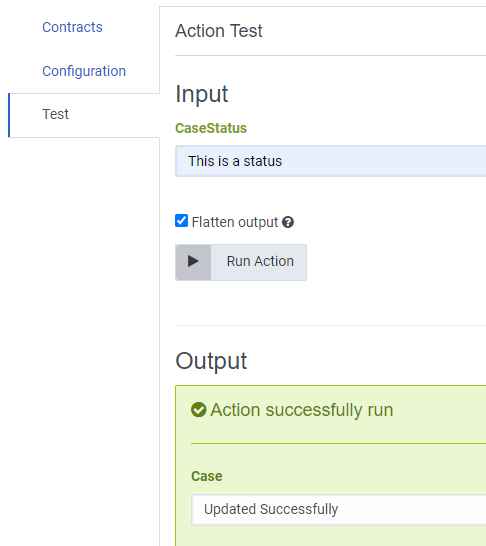 Contracts
Configuration
Test
Action Test
Input
CaseStatus
This is a status
Flatten output
Run Action
Output
Action successfully run
Case
Updated Successfully